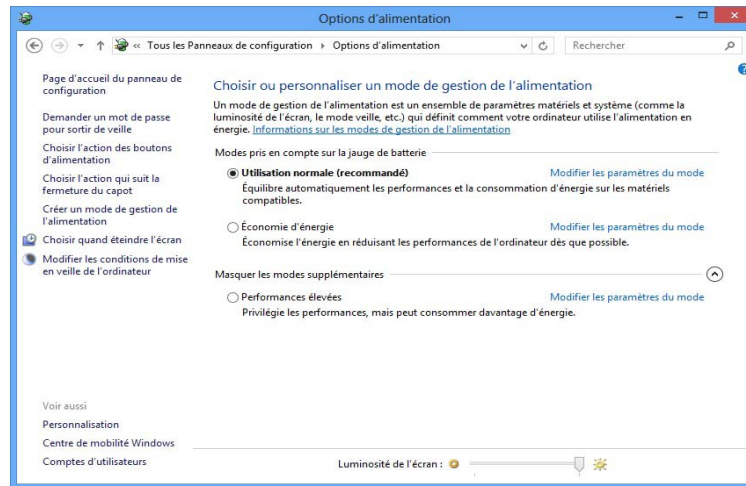 Options d'alimentation
« Tous les Panneaux de configuration ▸ Options d'alimentation
Rechercher
Page d'accueil du panneau de
configuration
Demander un mot de passe
pour sortir de veille
Choisir l'action des boutons
d'alimentation
Choisir l'action qui suit la
fermeture du capot
Créer un mode de gestion de
l'alimentation
Choisir quand éteindre l'écran
Modifier les conditions de mise
en veille de l'ordinateur
Voir aussi
Personnalisation
Centre de mobilité Windows
Comptes d'utilisateurs
Choisir ou personnaliser un mode de gestion de l'alimentation
Un mode de gestion de l'alimentation est un ensemble de paramètres matériels et système (comme la
luminosité de l'écran, le mode veille, etc.) qui définit comment votre ordinateur utilise l'alimentation en
énergie. Informations sur les modes de gestion de l'alimentation
Modes pris en compte sur la jauge de batterie
Utilisation normale (recommandé) Modifier les paramètres du mode
Équilibre automatiquement les performances et la consommation d'énergie sur les matériels
compatibles.
Économie d'énergie Modifier les paramètres du mode
Économise l'énergie en réduisant les performances de l'ordinateur dès que possible.
Masquer les modes supplémentaires
Performances élevées Modifier les paramètres du mode
Privilégie les performances, mais peut consommer davantage d'énergie.
Luminosité de l'écran :